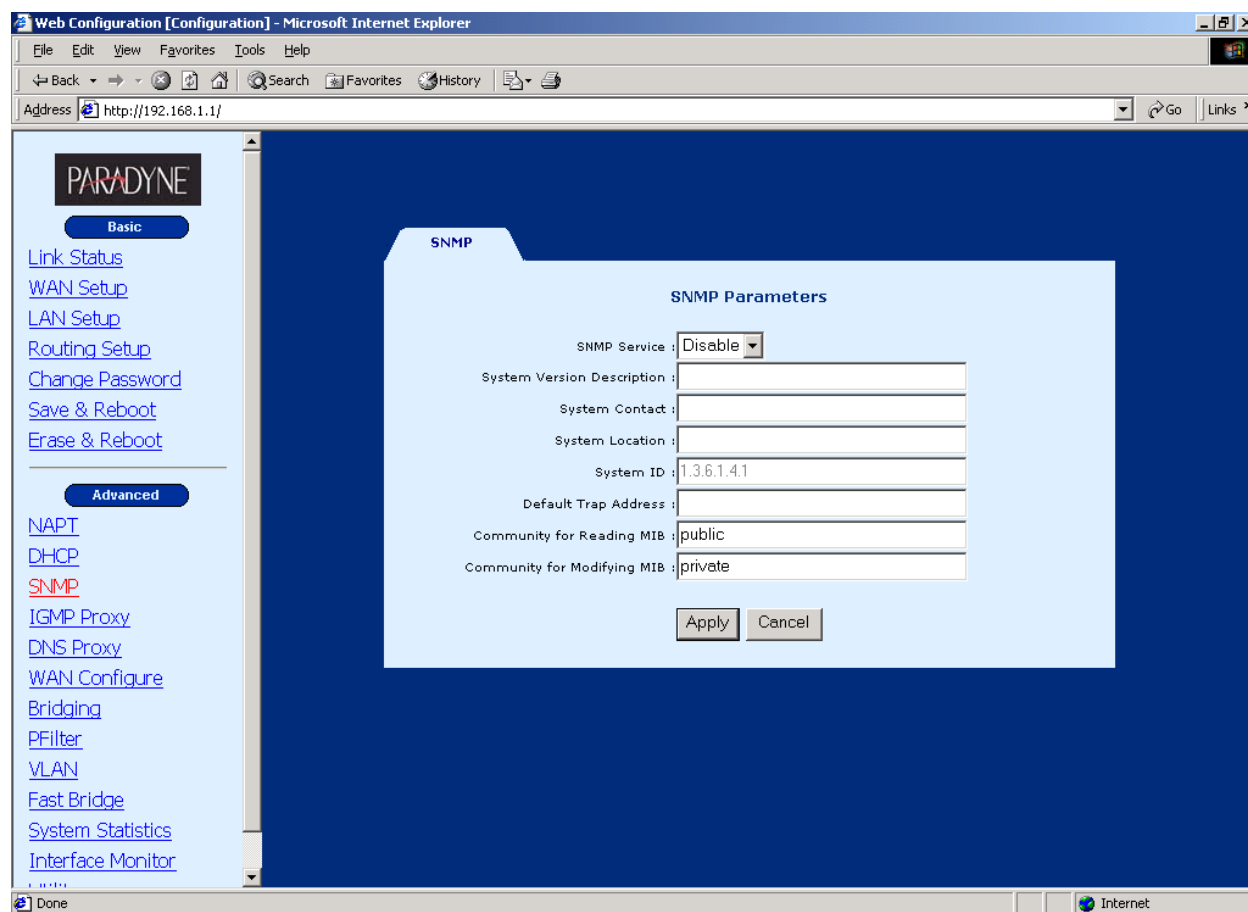 Web Configuration [Configuration] - Microsoft Internet Explorer
File Edit View Favorites Tools Help
Back Search Favorites History
Address http://192.168.1.1/ Go Links
PARADYNE
Basic
Link Status
WAN Setup
LAN Setup
Routing Setup
Change Password
Save & Reboot
Erase & Reboot
Advanced
NAPT
DHCP
SNMP
IGMP Proxy
DNS Proxy
WAN Configure
Bridging
PFilter
VLAN
Fast Bridge
System Statistics
Interface Monitor
SNMP
SNMP Parameters
SNMP Service : Disable
System Version Description :
System Contact :
System Location :
System ID : 1.3.6.1.4.1
Default Trap Address :
Community for Reading MIB : public
Community for Modifying MIB : private
Apply Cancel
Done Internet